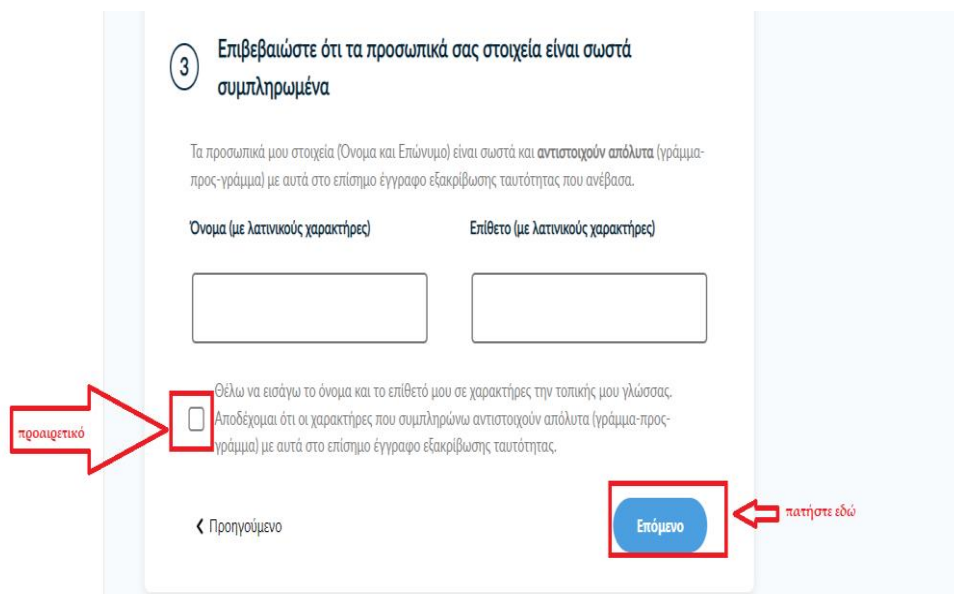 3
Επιβεβαιώστε ότι τα προσωπικά σας στοιχεία είναι σωστά
συμπληρωμένα
Τα προσωπικά μου στοιχεία (Όνομα και Επώνυμο) είναι σωστά και αντιστοιχούν απόλυτα (γράμμα-
προς-γράμμα) με αυτά στο επίσημο έγγραφο εξακρίβωσης ταυτότητας που ανέβασα.
Όνομα (με λατινικούς χαρακτήρες)
Επίθετο (με λατινικούς χαρακτήρες)
Θέλω να εισάγω το όνομα και το επίθετό μου σε χαρακτήρες την τοπικής μου γλώσσας.
Αποδέχομαι ότι οι χαρακτήρες που συμπληρώνω αντιστοιχούν απόλυτα (γράμμα-προς-
γράμμα) με αυτά στο επίσημο έγγραφο εξακρίβωσης ταυτότητας.
προαιρετικό
Προηγούμενο
Επόμενο
πατήστε εδώ